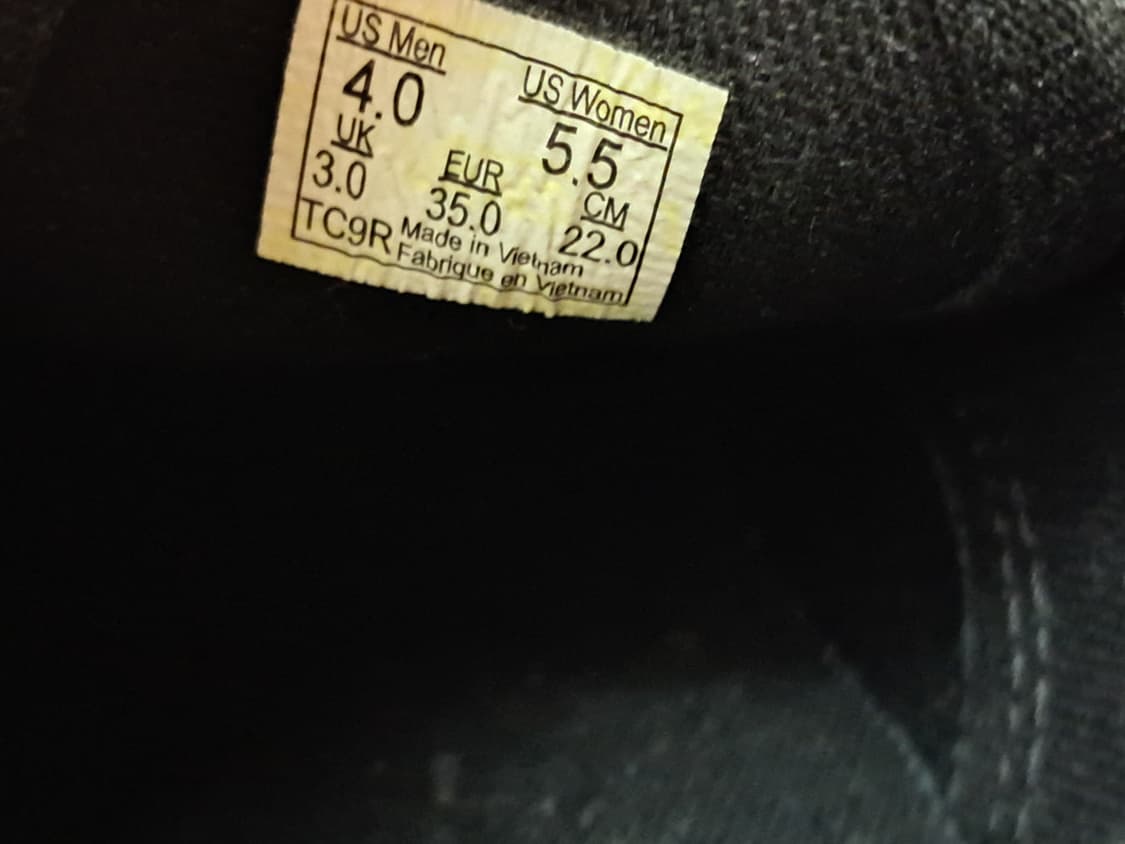 US Men US Women
4.0 5.5
UK EUR CM
3.0 35.0 22.0
TC9R Made in Vietnam
Fabrique en Vietnam